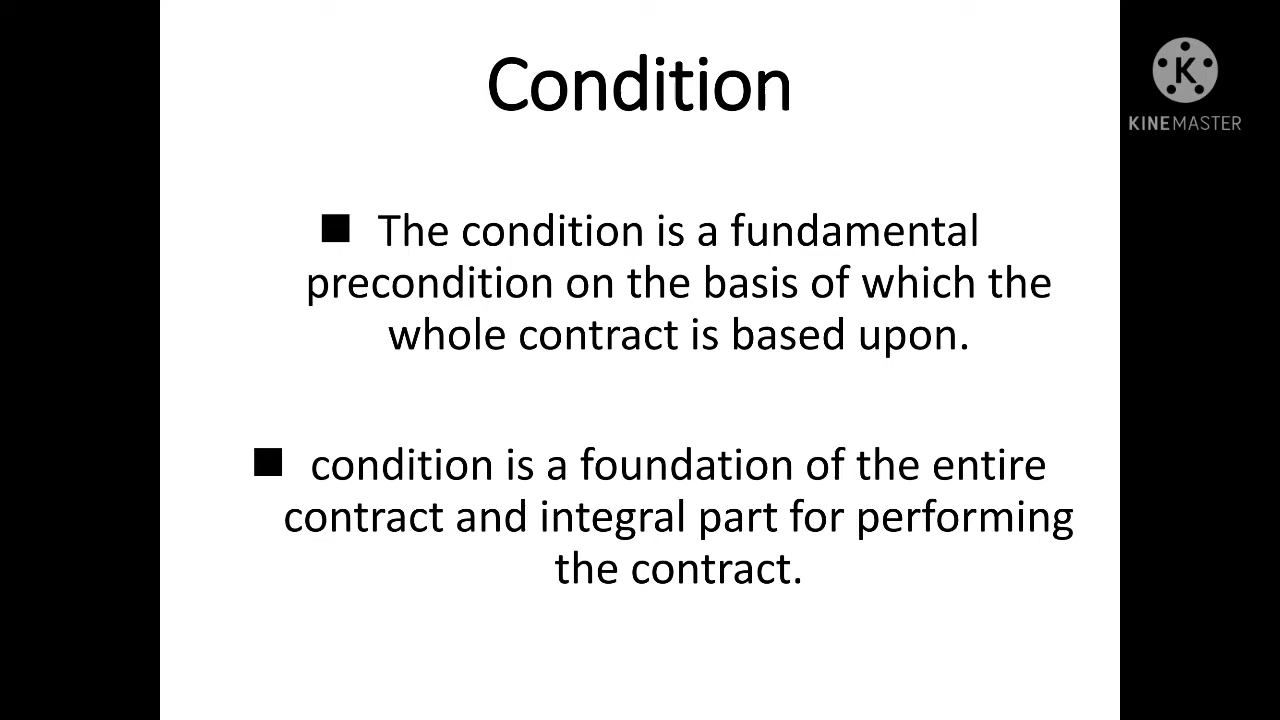 Condition
KINEMASTER
■ The condition is a fundamental
precondition on the basis of which the
whole contract is based upon.
■ condition is a foundation of the entire
contract and integral part for performing
the contract.